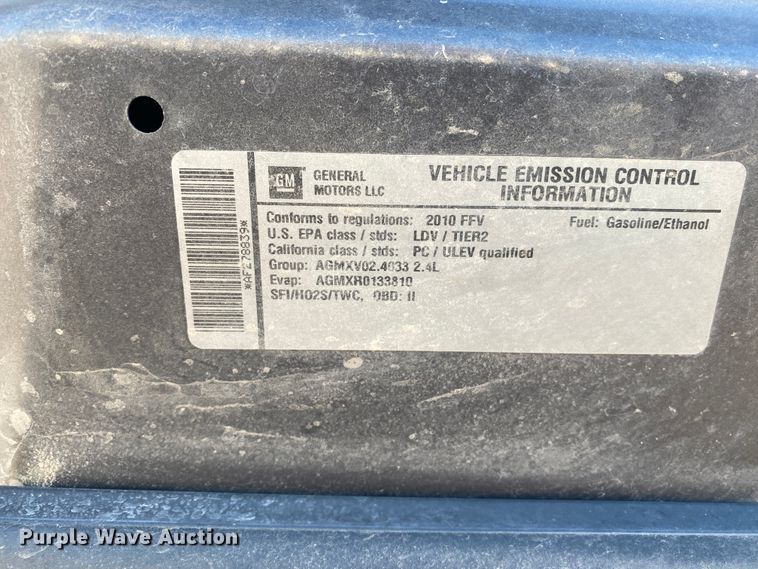 *AF278839*
GM
GENERAL
MOTORS LLC
VEHICLE EMISSION CONTROL
INFORMATION
Conforms to regulations: 2010 FFV
Fuel: Gasoline/Ethanol
U.S. EPA class / stds: LDV / TIER2
California class / stds: PC / ULEV qualified
Group: AGMXV02.4033 2.4L
Evap: AGMXR0133810
SFI/HO2S/TWC, OBD: II
Purple Wave Auction